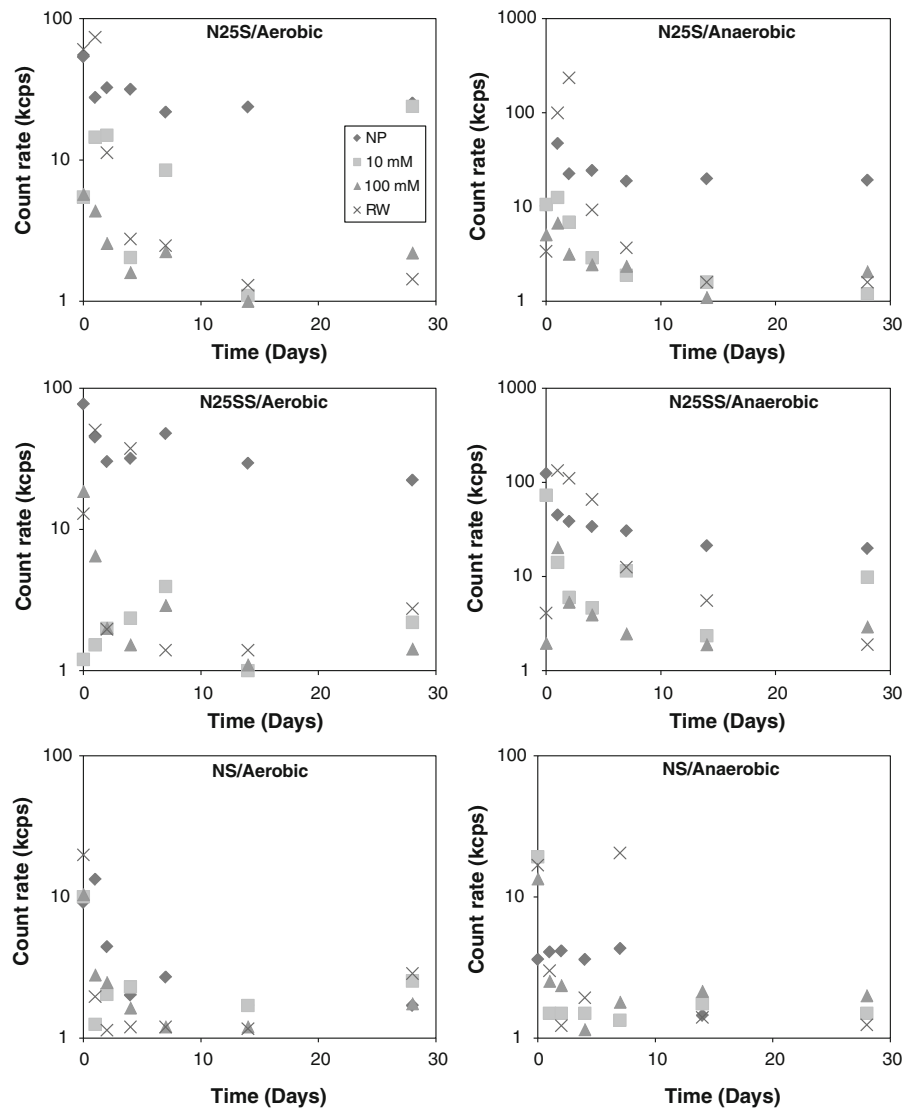 N25S/Aerobic
100
10
1
Count rate (kcps)
NP
10 mM
100 mM
RW
0 10 20 30
Time (Days)
N25S/Anaerobic
1000
100
10
1
Count rate (kcps)
0 10 20 30
Time (Days)
N25SS/Aerobic
100
10
1
Count rate (kcps)
0 10 20 30
Time (Days)
N25SS/Anaerobic
1000
100
10
1
Count rate (kcps)
0 10 20 30
Time (Days)
NS/Aerobic
100
10
1
Count rate (kcps)
0 10 20 30
Time (Days)
NS/Anaerobic
100
10
1
Count rate (kcps)
0 10 20 30
Time (Days)